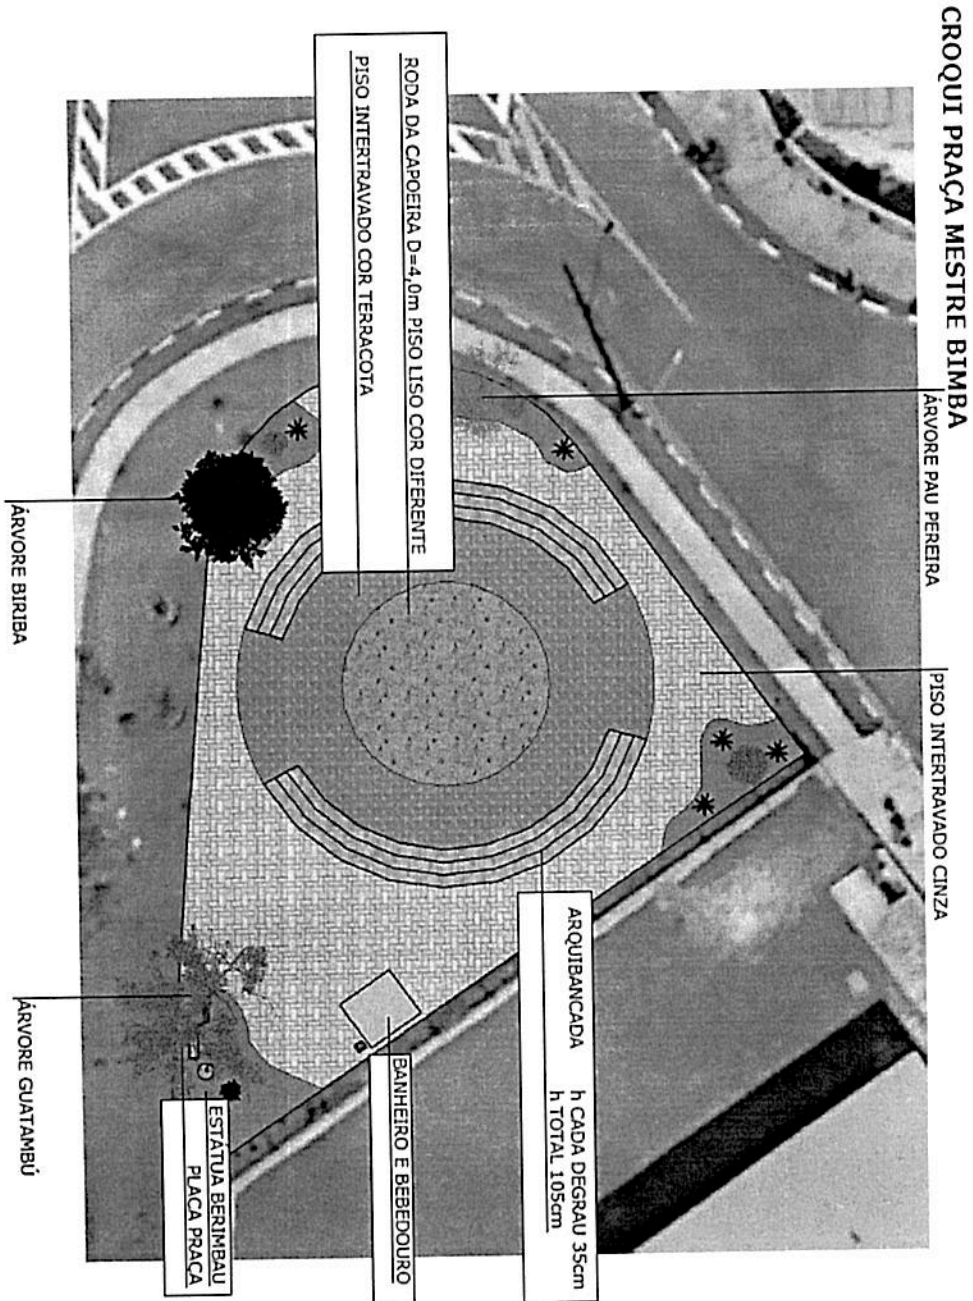 CROQUI PRAÇA MESTRE BIMBA
ÁRVORE PAU PEREIRA
PISO INTERTRAVADO CINZA
RODA DA CAPOEIRA D=4,0m PISO LISO COR DIFERENTE
PISO INTERTRAVADO COR TERRACOTA
ARQUIBANCADA h CADA DEGRAU 35cm
h TOTAL 105cm
BANHEIRO E BEBEDOURO
ESTÁTUA BERIMBAU
PLACA PRAÇA
ÁRVORE BIRIBA
ÁRVORE GUATAMBÚ